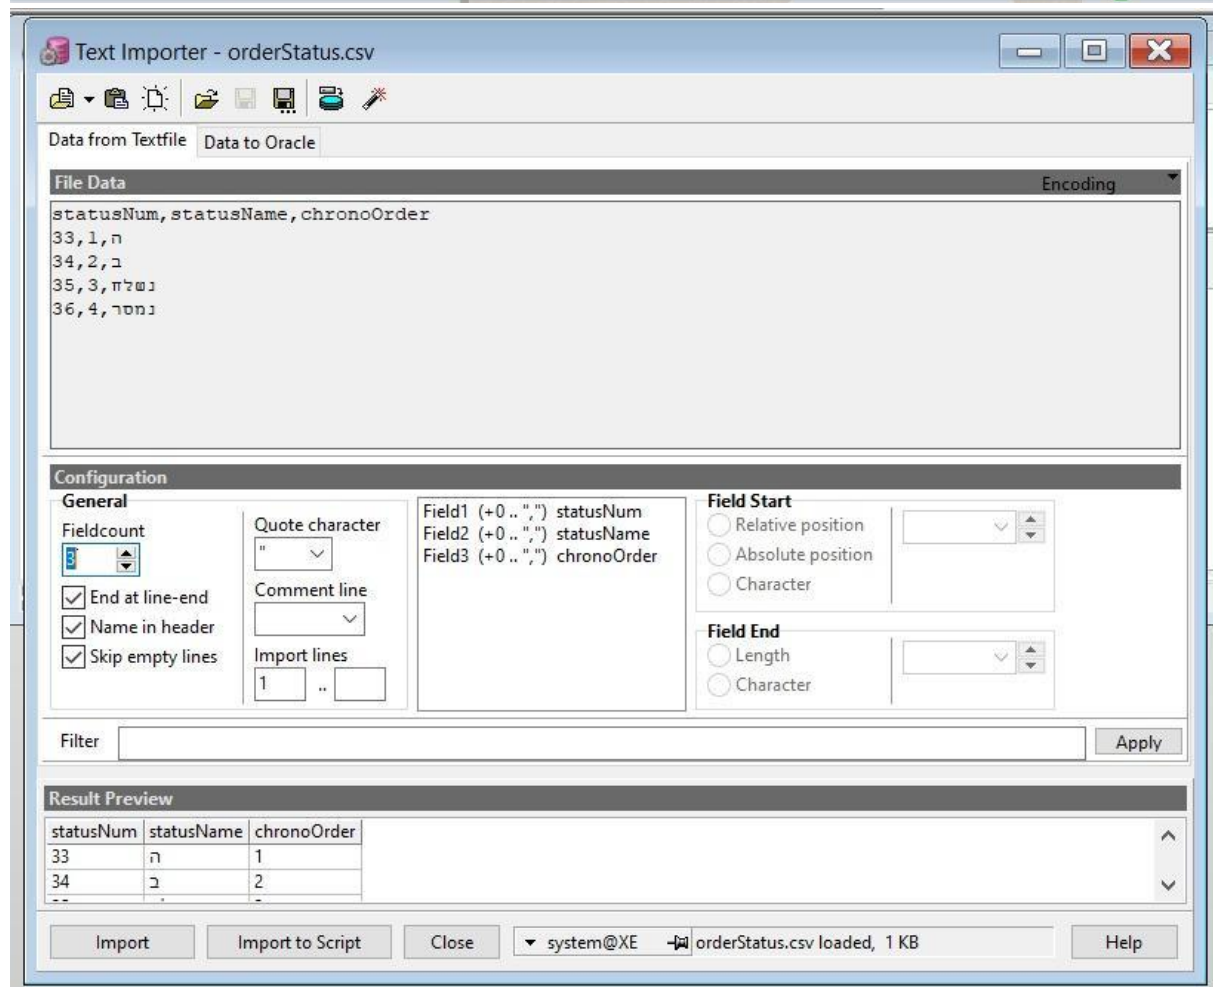 Text Importer - orderStatus.csv
Data from Textfile
Data to Oracle
File Data
Encoding
statusNum,statusName,chronoOrder
33,ה,1
34,ב,2
35,נשלח,3
36,נמסר,4
Configuration
General
Fieldcount
3
End at line-end
Name in header
Skip empty lines
Quote character
"
Comment line
Import lines
1 ..
Field1 (+0 .. ",") statusNum
Field2 (+0 .. ",") statusName
Field3 (+0 .. ",") chronoOrder
Field Start
Relative position
Absolute position
Character
Field End
Length
Character
Filter
Apply
Result Preview
statusNum statusName chronoOrder
33 ה 1
34 ב 2
Import
Import to Script
Close
system@XE
orderStatus.csv loaded, 1 KB
Help